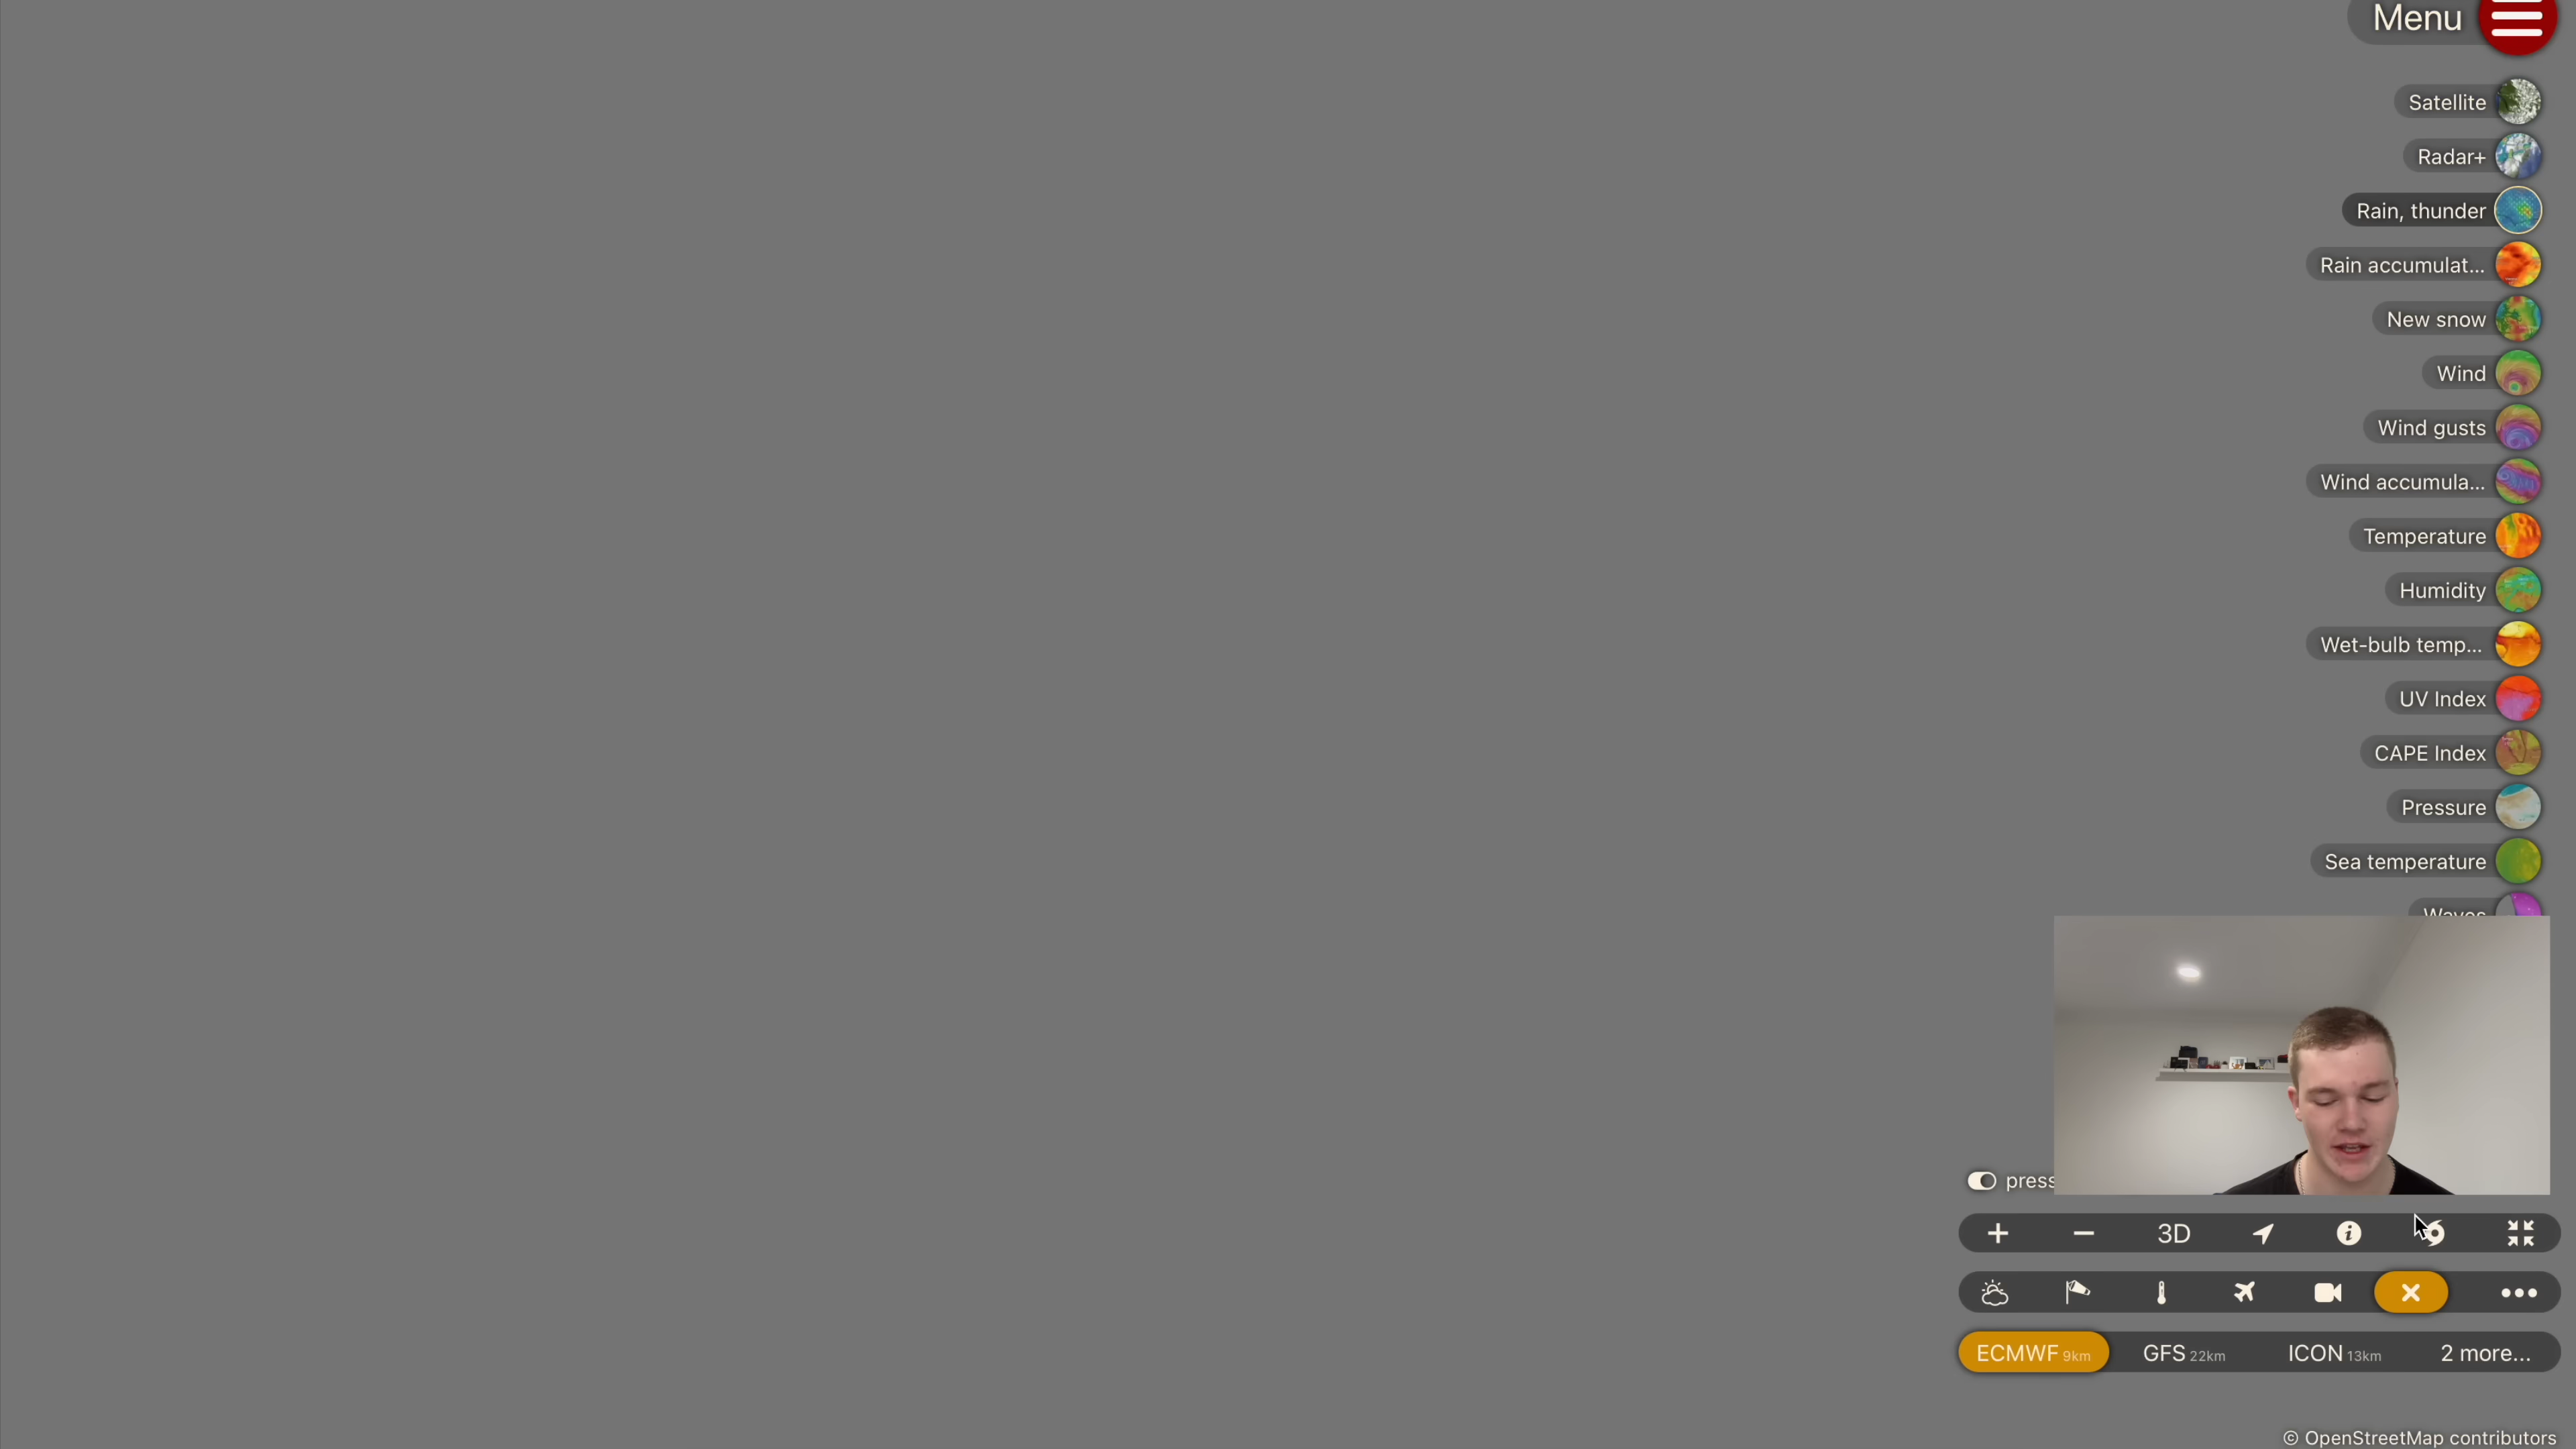 Menu
Satellite
Radar+
Rain, thunder
Rain accumulat...
New snow
Wind
Wind gusts
Wind accumula...
Temperature
Humidity
Wet-bulb temp...
UV Index
CAPE Index
Pressure
Sea temperature
Waves
press
+ − 3D
ECMWF 9km GFS 22km ICON 13km 2 more...
© OpenStreetMap contributors